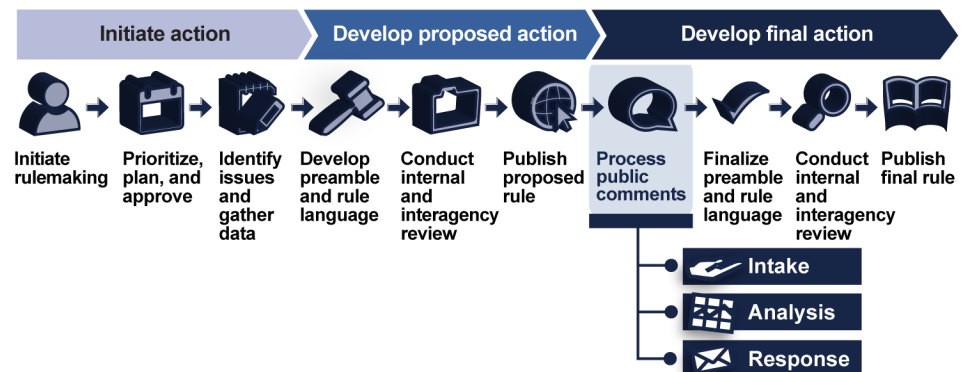 Initiate action
Develop proposed action
Develop final action
Initiate
rulemaking
Prioritize,
plan, and
approve
Identify
issues
and
gather
data
Develop
preamble
and rule
language
Conduct
internal
and
interagency
review
Publish
proposed
rule
Process
public
comments
Finalize
preamble
and rule
language
Conduct
internal
and
interagency
review
Publish
final rule
Intake
Analysis
Response